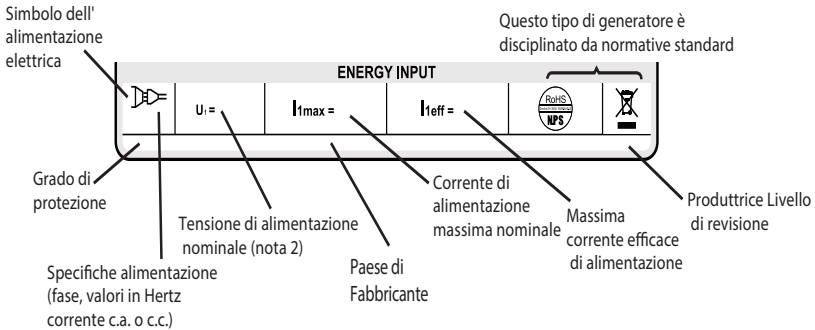 Simbolo dell'
alimentazione
elettrica
Questo tipo di generatore è
disciplinato da normative standard
ENERGY INPUT
U1 =
I1max =
I1eff =
RoHS
NPS
Grado di
protezione
Tensione di alimentazione
nominale (nota 2)
Specifiche alimentazione
(fase, valori in Hertz
corrente c.a. o c.c.)
Paese di
Fabbricante
Corrente di
alimentazione
massima nominale
Massima
corrente efficace
di alimentazione
Produttrice Livello
di revisione